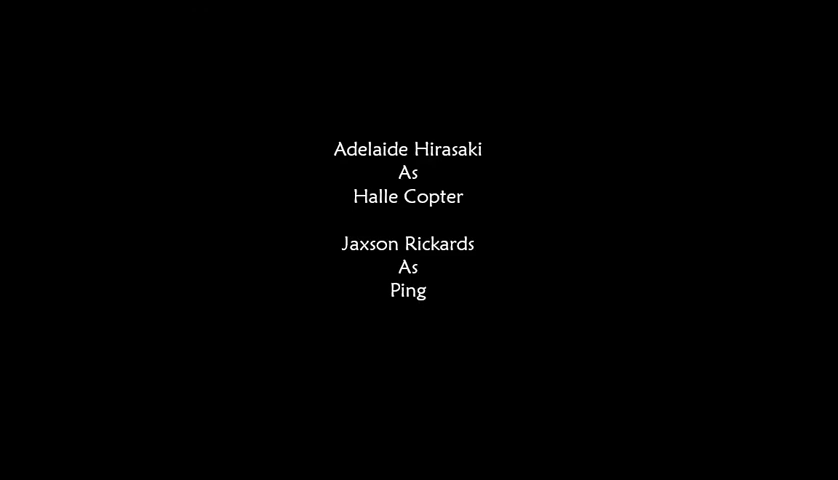 Adelaide Hirasaki
As
Halle Copter
Jaxson Rickards
As
Ping